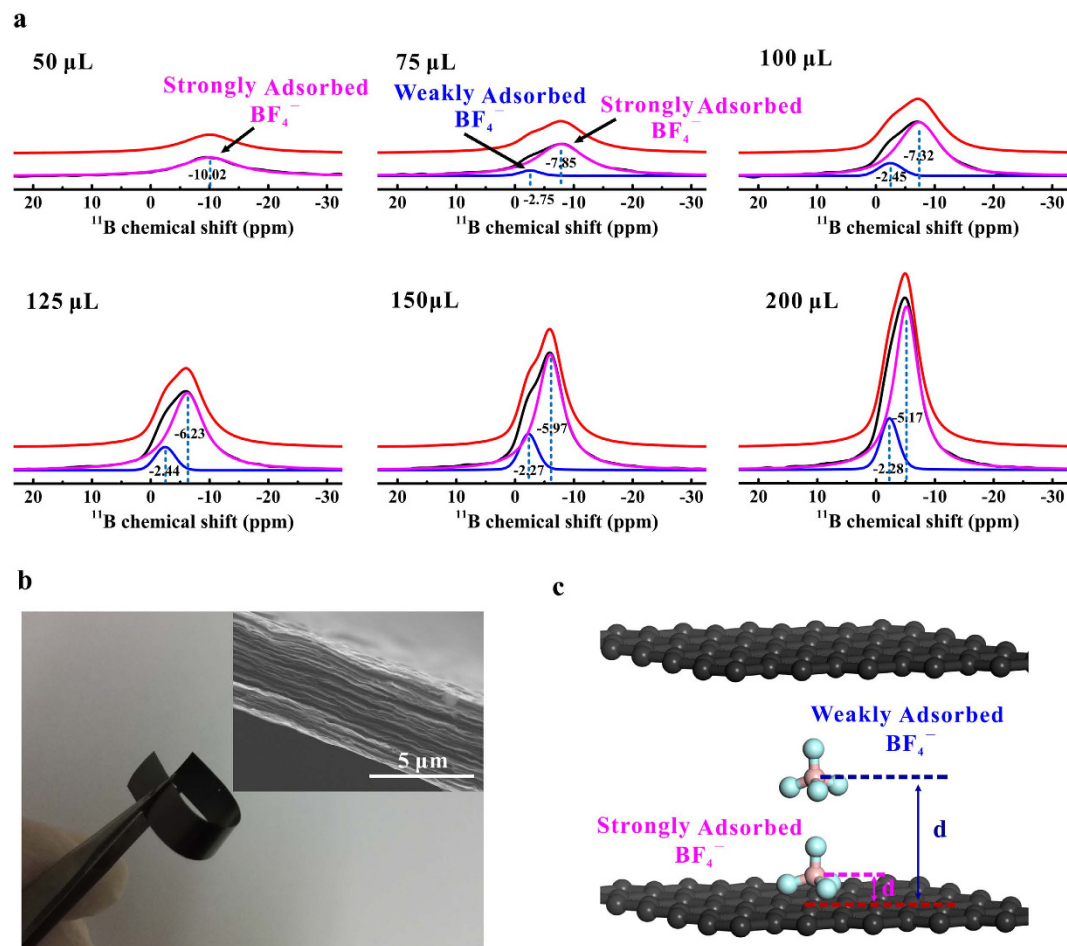 a
50 µL
Strongly Adsorbed
BF₄⁻
-10.02
20 10 0 -10 -20 -30
¹¹B chemical shift (ppm)
75 µL
Weakly Adsorbed
BF₄⁻
Strongly Adsorbed
BF₄⁻
-7.85
-2.75
20 10 0 -10 -20 -30
¹¹B chemical shift (ppm)
100 µL
-7.32
-2.45
20 10 0 -10 -20 -30
¹¹B chemical shift (ppm)
125 µL
-6.23
-2.44
20 10 0 -10 -20 -30
¹¹B chemical shift (ppm)
150µL
-5.97
-2.27
20 10 0 -10 -20 -30
¹¹B chemical shift (ppm)
200 µL
-5.17
-2.28
20 10 0 -10 -20 -30
¹¹B chemical shift (ppm)
b
5 µm
c
Weakly Adsorbed
BF₄⁻
d
Strongly Adsorbed
BF₄⁻
d